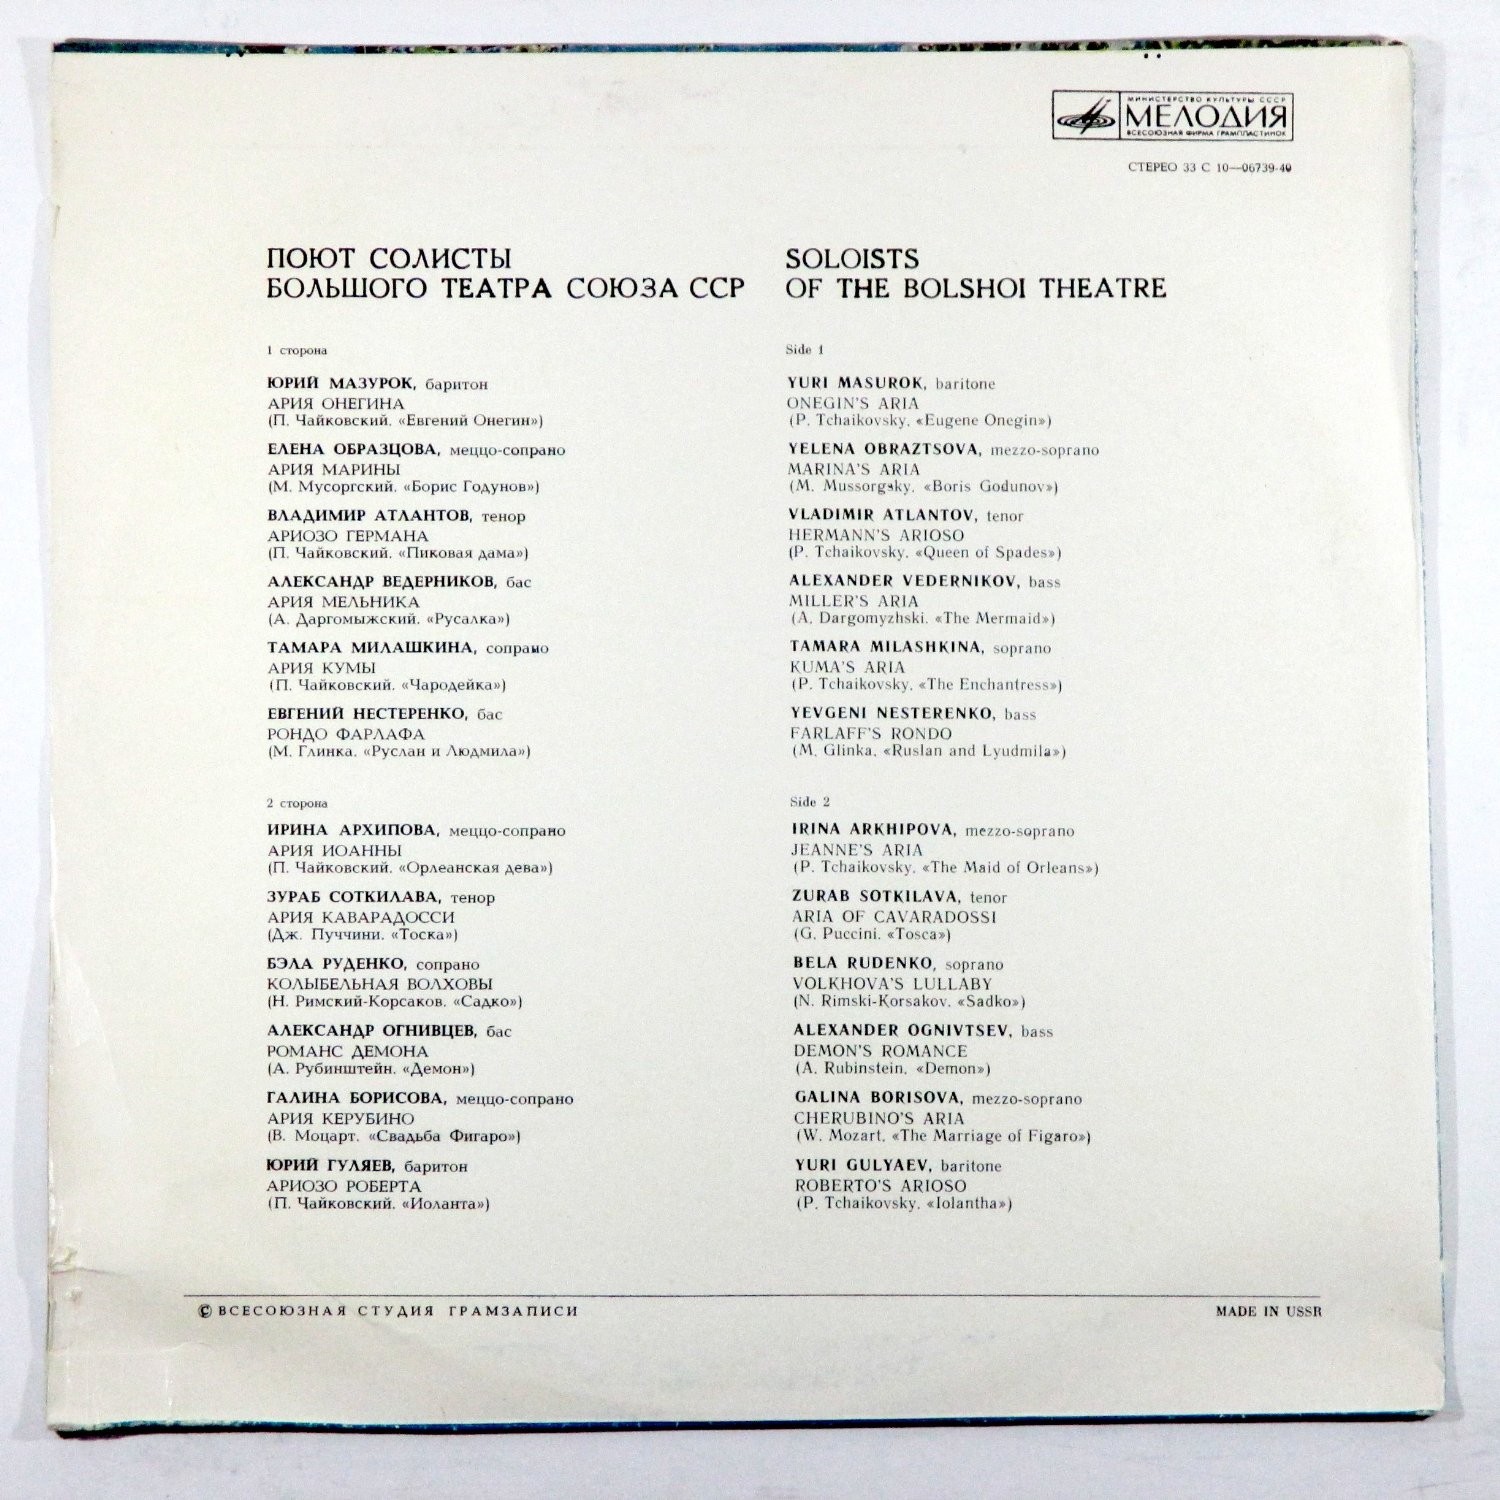 МИНИСТЕРСТВО КУЛЬТУРЫ СССР
МЕЛОДИЯ
ВСЕСОЮЗНАЯ ФИРМА ГРАМПЛАСТИНОК
СТЕРЕО 33 С 10—06739-40
ПОЮТ СОЛИСТЫ
БОЛЬШОГО ТЕАТРА СОЮЗА ССР
1 сторона
ЮРИЙ МАЗУРОК, баритон
АРИЯ ОНЕГИНА
(П. Чайковский. «Евгений Онегин»)
ЕЛЕНА ОБРАЗЦОВА, меццо-сопрано
АРИЯ МАРИНЫ
(М. Мусоргский. «Борис Годунов»)
ВЛАДИМИР АТЛАНТОВ, тенор
АРИОЗО ГЕРМАНА
(П. Чайковский. «Пиковая дама»)
АЛЕКСАНДР ВЕДЕРНИКОВ, бас
АРИЯ МЕЛЬНИКА
(А. Даргомыжский. «Русалка»)
ТАМАРА МИЛАШКИНА, сопрано
АРИЯ КУМЫ
(П. Чайковский. «Чародейка»)
ЕВГЕНИЙ НЕСТЕРЕНКО, бас
РОНДО ФАРЛАФА
(М. Глинка. «Руслан и Людмила»)
2 сторона
ИРИНА АРХИПОВА, меццо-сопрано
АРИЯ ИОАННЫ
(П. Чайковский. «Орлеанская дева»)
ЗУРАБ СОТКИЛАВА, тенор
АРИЯ КАВАРАДОССИ
(Дж. Пуччини. «Тоска»)
БЭЛА РУДЕНКО, сопрано
КОЛЫБЕЛЬНАЯ ВОЛХОВЫ
(Н. Римский-Корсаков. «Садко»)
АЛЕКСАНДР ОГНИВЦЕВ, бас
РОМАНС ДЕМОНА
(А. Рубинштейн. «Демон»)
ГАЛИНА БОРИСОВА, меццо-сопрано
АРИЯ КЕРУБИНО
(В. Моцарт. «Свадьба Фигаро»)
ЮРИЙ ГУЛЯЕВ, баритон
АРИОЗО РОБЕРТА
(П. Чайковский. «Иоланта»)
SOLOISTS
OF THE BOLSHOI THEATRE
Side 1
YURI MASUROK, baritone
ONEGIN'S ARIA
(P. Tchaikovsky. «Eugene Onegin»)
YELENA OBRAZTSOVA, mezzo-soprano
MARINA'S ARIA
(M. Mussorgsky. «Boris Godunov»)
VLADIMIR ATLANTOV, tenor
HERMANN'S ARIOSO
(P. Tchaikovsky. «Queen of Spades»)
ALEXANDER VEDERNIKOV, bass
MILLER'S ARIA
(A. Dargomyzhski. «The Mermaid»)
TAMARA MILASHKINA, soprano
KUMA'S ARIA
(P. Tchaikovsky. «The Enchantress»)
YEVGENI NESTERENKO, bass
FARLAFF'S RONDO
(M. Glinka. «Ruslan and Lyudmila»)
Side 2
IRINA ARKHIPOVA, mezzo-soprano
JEANNE'S ARIA
(P. Tchaikovsky. «The Maid of Orleans»)
ZURAB SOTKILAVA, tenor
ARIA OF CAVARADOSSI
(G. Puccini. «Tosca»)
BELA RUDENKO, soprano
VOLKHOVA'S LULLABY
(N. Rimski-Korsakov. «Sadko»)
ALEXANDER OGNIVTSEV, bass
DEMON'S ROMANCE
(A. Rubinstein. «Demon»)
GALINA BORISOVA, mezzo-soprano
CHERUBINO'S ARIA
(W. Mozart. «The Marriage of Figaro»)
YURI GULYAEV, baritone
ROBERTO'S ARIOSO
(P. Tchaikovsky. «Iolantha»)
© ВСЕСОЮЗНАЯ СТУДИЯ ГРАМЗАПИСИ
MADE IN USSR